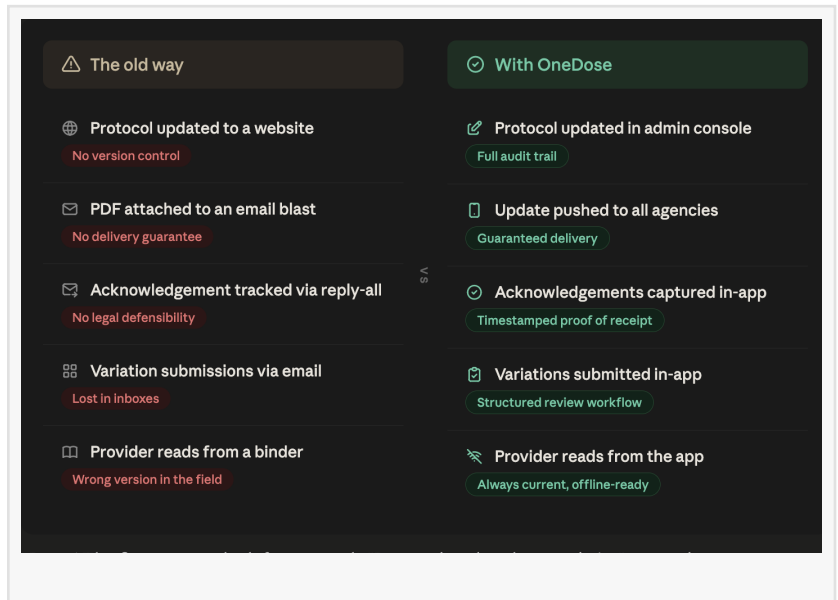 The old way
Protocol updated to a website
No version control
PDF attached to an email blast
No delivery guarantee
Acknowledgement tracked via reply-all
No legal defensibility
Variation submissions via email
Lost in inboxes
Provider reads from a binder
Wrong version in the field
vs
With OneDose
Protocol updated in admin console
Full audit trail
Update pushed to all agencies
Guaranteed delivery
Acknowledgements captured in-app
Timestamped proof of receipt
Variations submitted in-app
Structured review workflow
Provider reads from the app
Always current, offline-ready